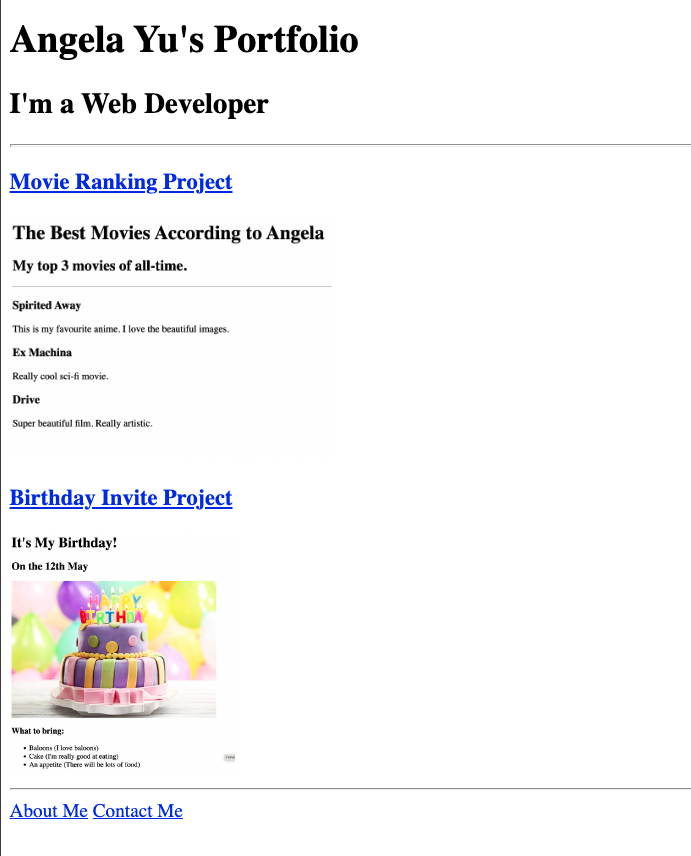 Angela Yu's Portfolio
I'm a Web Developer
Movie Ranking Project
The Best Movies According to Angela
My top 3 movies of all-time.
Spirited Away
This is my favourite anime. I love the beautiful images.
Ex Machina
Really cool sci-fi movie.
Drive
Super beautiful film. Really artistic.
Birthday Invite Project
It's My Birthday!
On the 12th May
HAPPY
BIRTHDAY
What to bring:
• Baloons (I love baloons)
• Cake (I'm really good at eating)
• An appetite (There will be lots of food)
About Me Contact Me